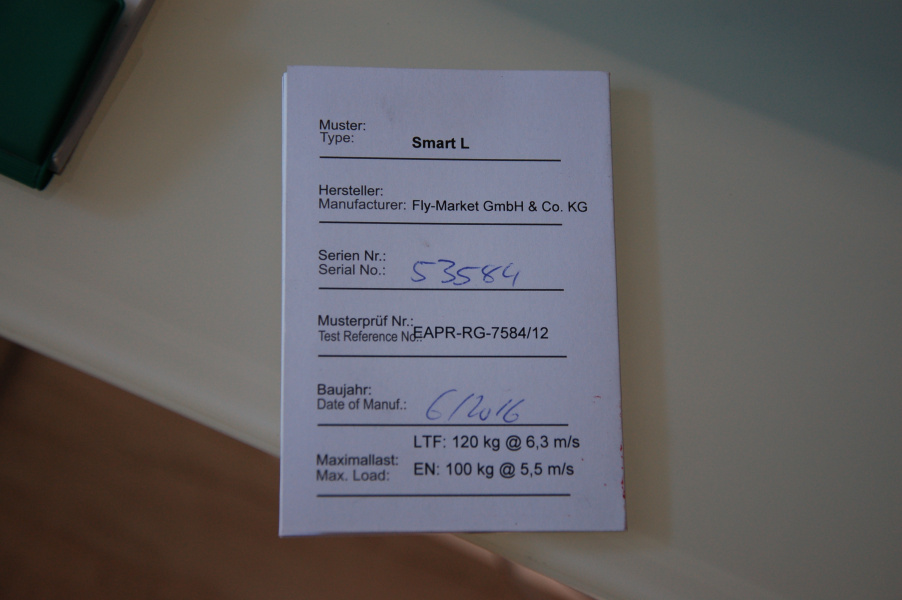 Muster:
Type: Smart L
Hersteller:
Manufacturer: Fly-Market GmbH & Co. KG
Serien Nr.:
Serial No.: 53584
Musterprüf Nr.:
Test Reference No.: EAPR-RG-7584/12
Baujahr:
Date of Manuf.: 6/2016
LTF: 120 kg @ 6,3 m/s
Maximallast:
Max. Load: EN: 100 kg @ 5,5 m/s